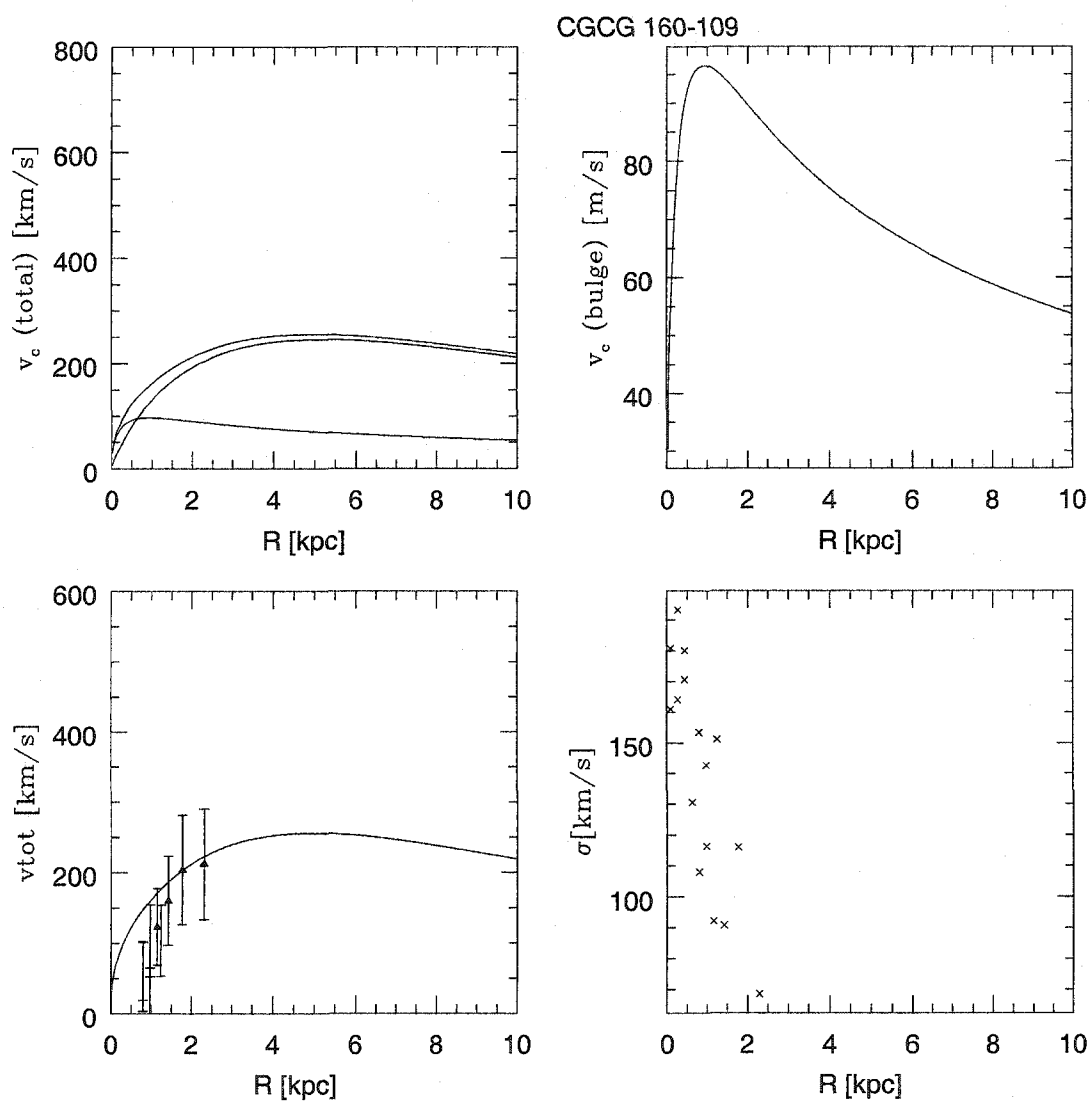 CGCG 160-109
800
600
400
200
0
v_c (total) [km/s]
0 2 4 6 8 10
R [kpc]
80
60
40
v_c (bulge) [m/s]
0 2 4 6 8 10
R [kpc]
600
400
200
0
vtot [km/s]
0 2 4 6 8 10
R [kpc]
150
100
σ[km/s]
0 2 4 6 8 10
R [kpc]